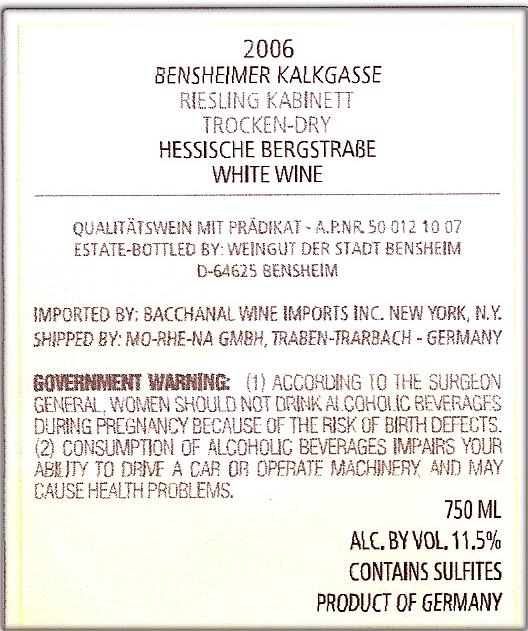 2006
BENSHEIMER KALKGASSE
RIESLING KABINETT
TROCKEN-DRY
HESSISCHE BERGSTRAßE
WHITE WINE
QUALITÄTSWEIN MIT PRÄDIKAT - A.P.NR. 50 012 10 07
ESTATE-BOTTLED BY: WEINGUT DER STADT BENSHEIM
D-64625 BENSHEIM
IMPORTED BY: BACCHANAL WINE IMPORTS INC. NEW YORK, N.Y.
SHIPPED BY: MO-RHE-NA GMBH, TRABEN-TRARBACH - GERMANY
GOVERNMENT WARNING: (1) ACCORDING TO THE SURGEON
GENERAL, WOMEN SHOULD NOT DRINK ALCOHOLIC BEVERAGES
DURING PREGNANCY BECAUSE OF THE RISK OF BIRTH DEFECTS.
(2) CONSUMPTION OF ALCOHOLIC BEVERAGES IMPAIRS YOUR
ABILITY TO DRIVE A CAR OR OPERATE MACHINERY, AND MAY
CAUSE HEALTH PROBLEMS.
750 ML
ALC. BY VOL. 11.5%
CONTAINS SULFITES
PRODUCT OF GERMANY